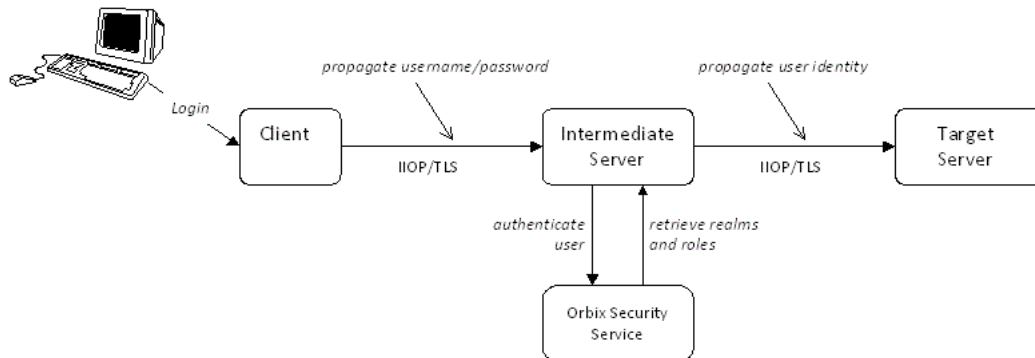 propagate username/password
propagate user identity
Login
Client
Intermediate
Server
Target
Server
IIOP/TLS
IIOP/TLS
authenticate
user
retrieve realms
and roles
Orbix Security
Service